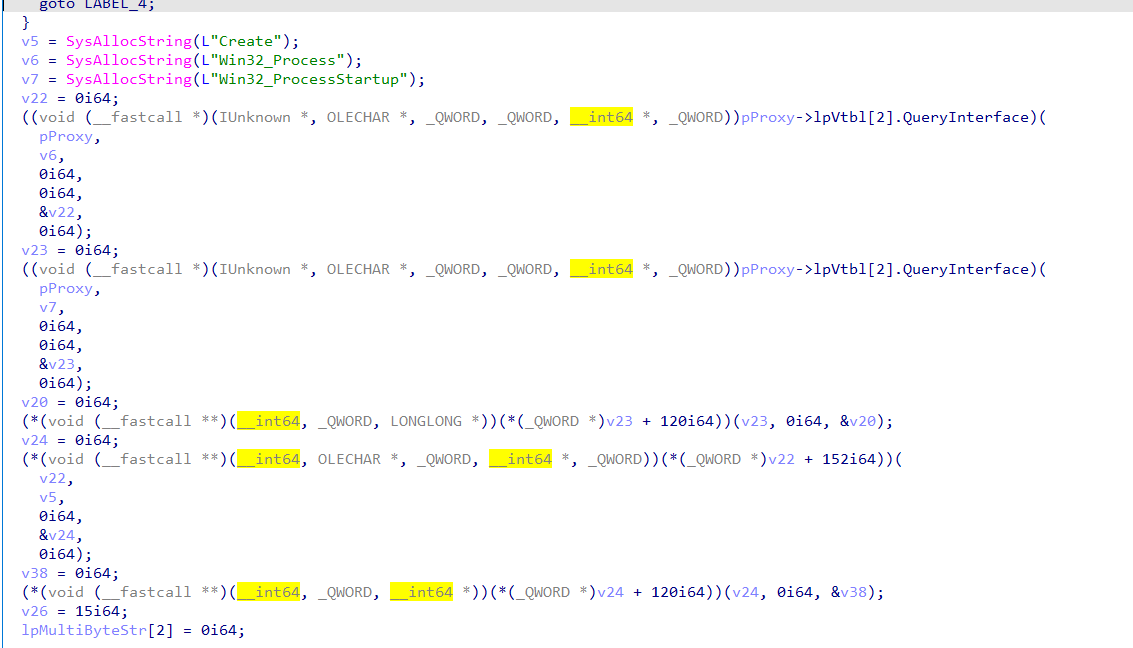 goto LABEL_4;
}
v5 = SysAllocString(L"Create");
v6 = SysAllocString(L"Win32_Process");
v7 = SysAllocString(L"Win32_ProcessStartup");
v22 = 0i64;
((void (__fastcall *)(IUnknown *, OLECHAR *, _QWORD, _QWORD, __int64 *, _QWORD))pProxy->lpVtbl[2].QueryInterface)(
pProxy,
v6,
0i64,
0i64,
&v22,
0i64);
v23 = 0i64;
((void (__fastcall *)(IUnknown *, OLECHAR *, _QWORD, _QWORD, __int64 *, _QWORD))pProxy->lpVtbl[2].QueryInterface)(
pProxy,
v7,
0i64,
0i64,
&v23,
0i64);
v20 = 0i64;
(*(void (__fastcall **)(__int64, _QWORD, LONGLONG *))(*(_QWORD *)v23 + 120i64))(v23, 0i64, &v20);
v24 = 0i64;
(*(void (__fastcall **)(__int64, OLECHAR *, _QWORD, __int64 *, _QWORD))(*(_QWORD *)v22 + 152i64))(
v22,
v5,
0i64,
&v24,
0i64);
v38 = 0i64;
(*(void (__fastcall **)(__int64, _QWORD, __int64 *))(*(_QWORD *)v24 + 120i64))(v24, 0i64, &v38);
v26 = 15i64;
lpMultiByteStr[2] = 0i64;